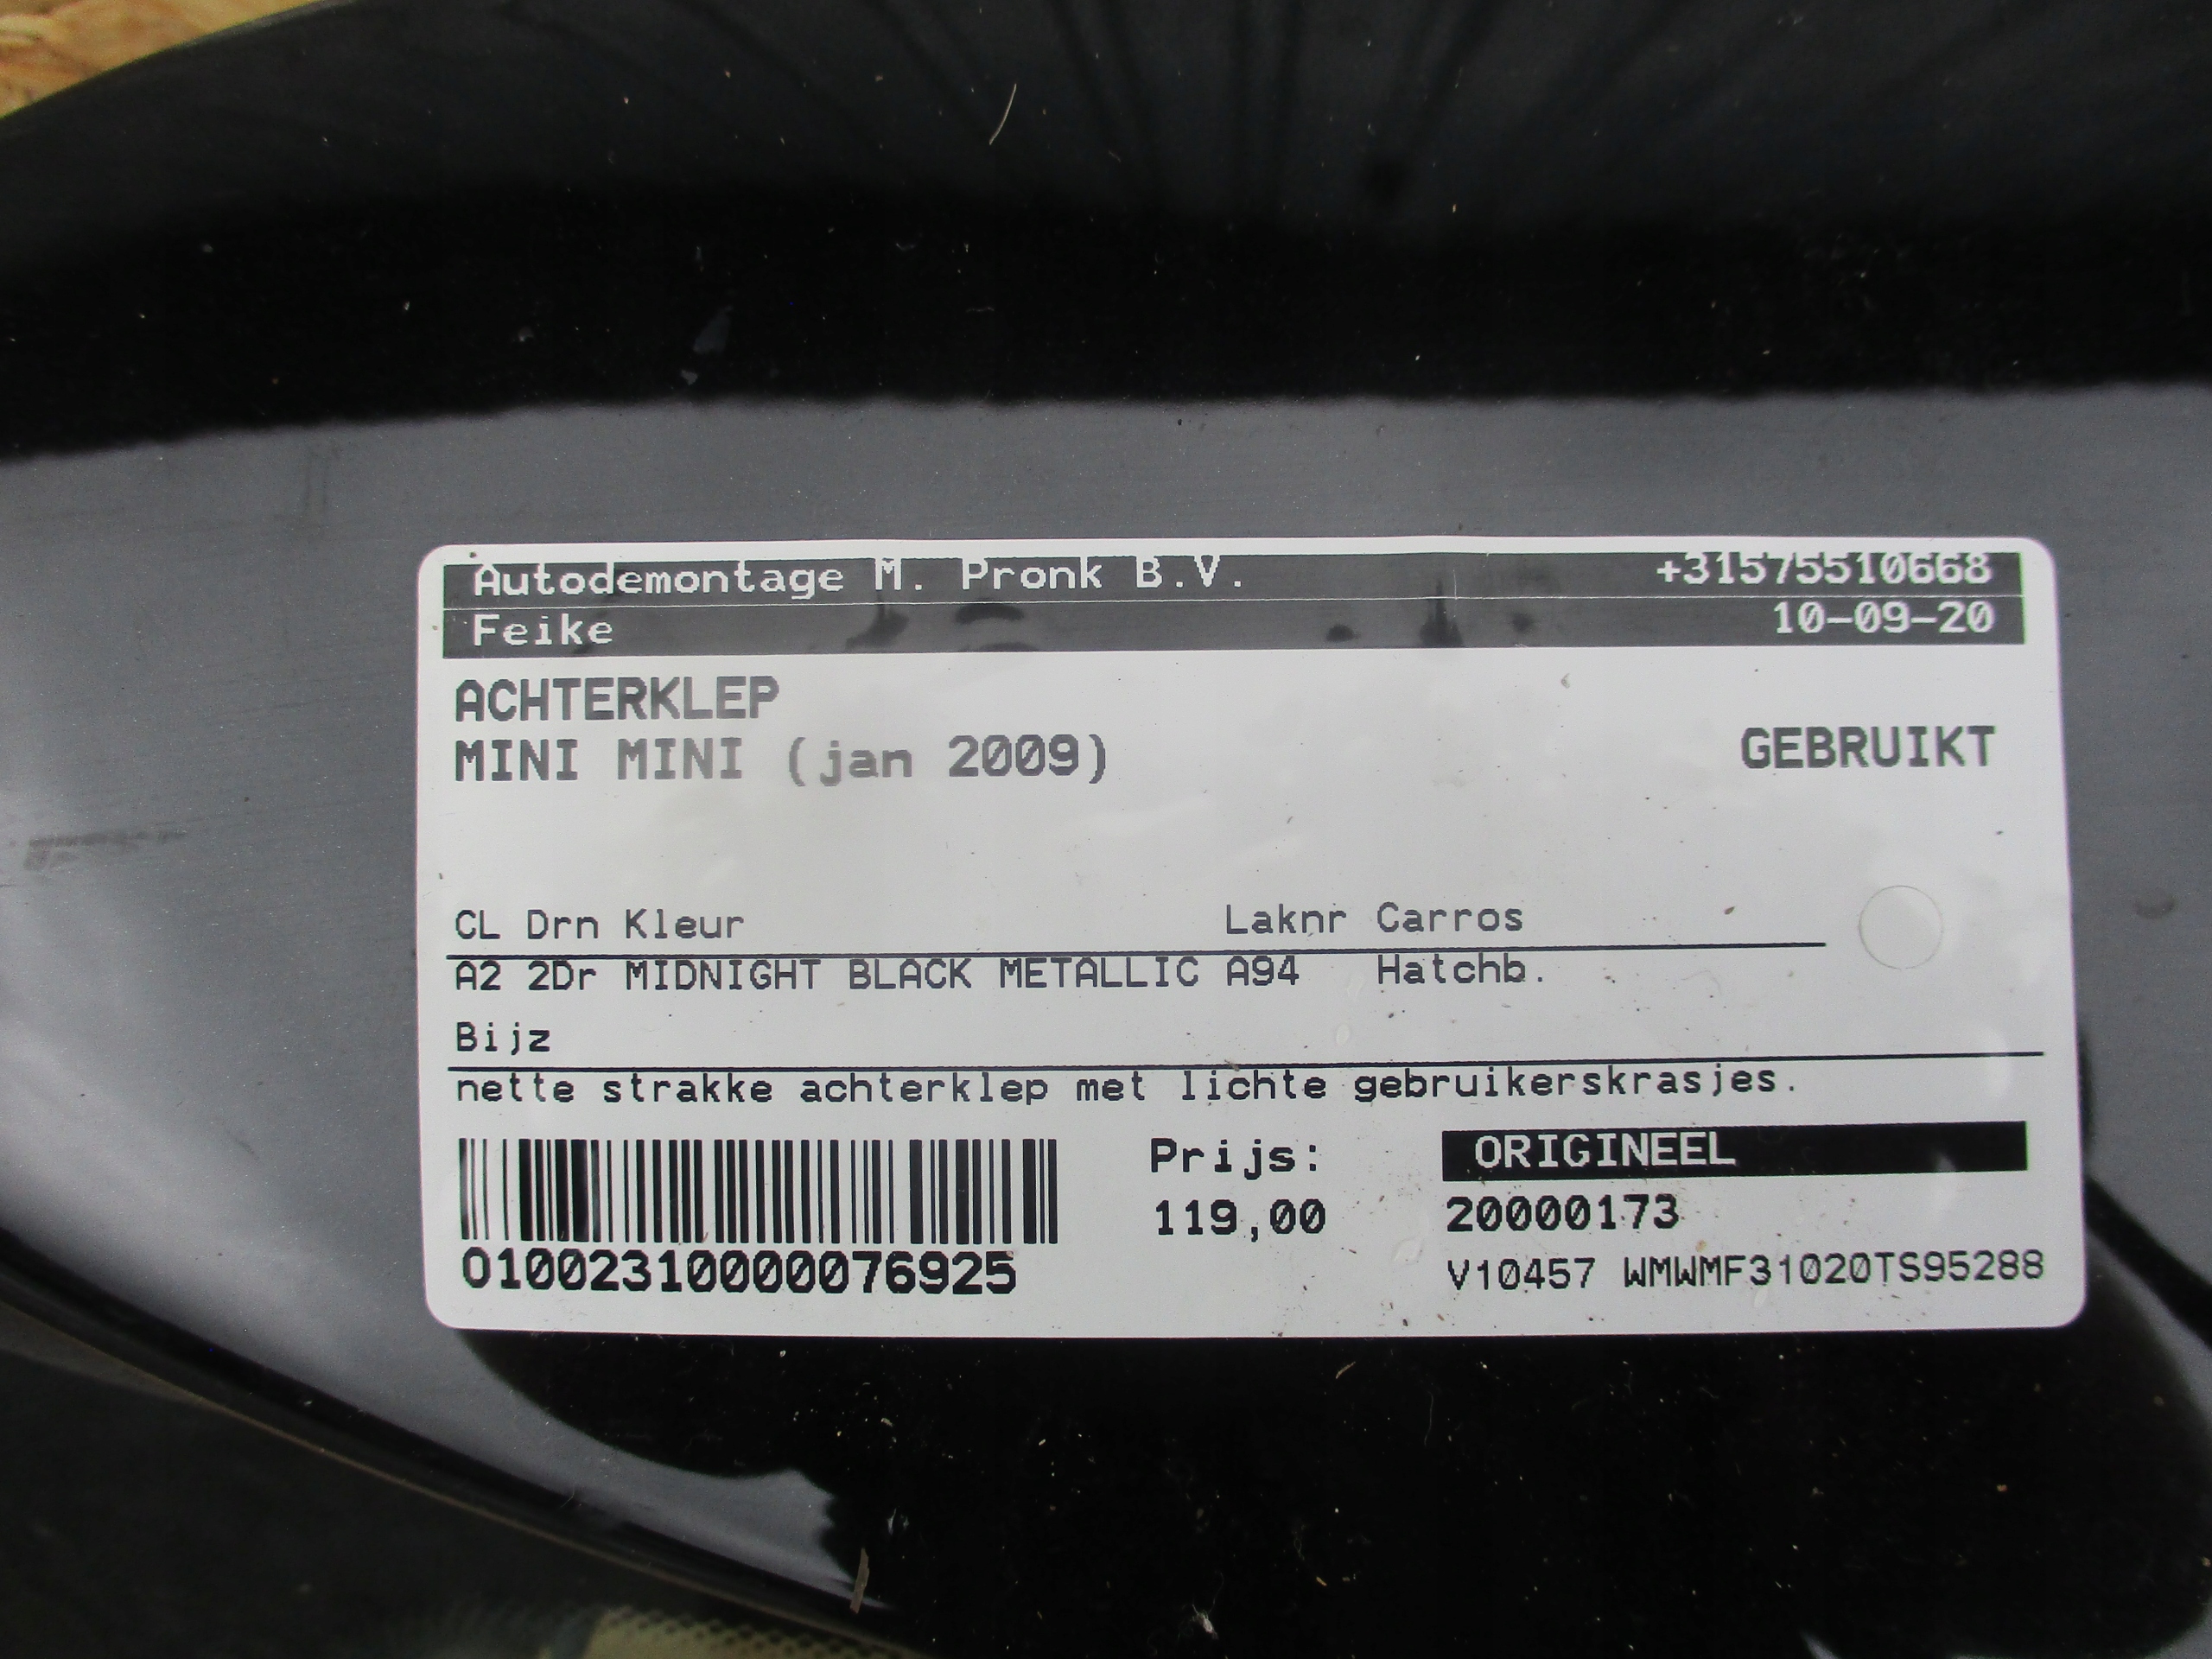 Autodemontage M. Pronk B.V. +31575510668
Feike 10-09-20
ACHTERKLEP
MINI MINI (jan 2009) GEBRUIKT
CL Drn Kleur Laknr Carros
A2 2Dr MIDNIGHT BLACK METALLIC A94 Hatchb.
Bijz
nette strakke achterklep met lichte gebruikerskrasjes.
Prijs: ORIGINEEL
119,00 20000173
01002310000076925 V10457 WMWMF31020TS95288